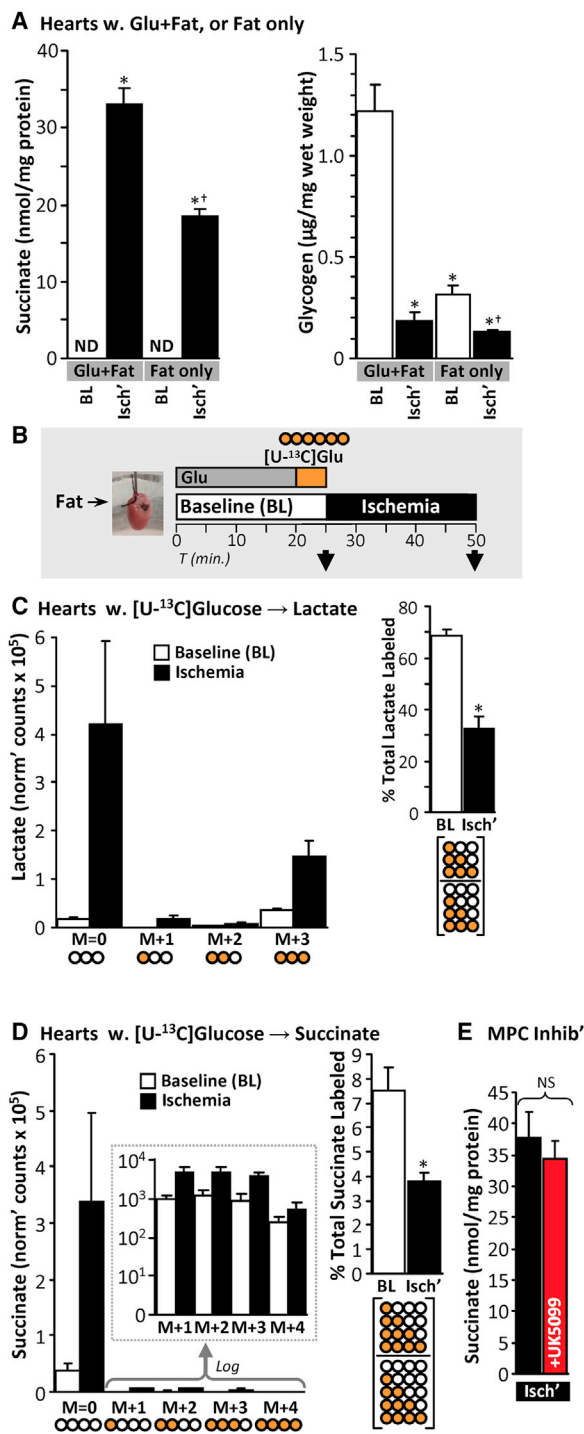 A Hearts w. Glu+Fat, or Fat only
Succinate (nmol/mg protein)
40
30
20
10
0
*
*†
ND
ND
Glu+Fat
Fat only
BL
Isch’
BL
Isch’
Glycogen (µg/mg wet weight)
1.5
1.0
0.5
0
*
*
*†
Glu+Fat
Fat only
BL
Isch’
BL
Isch’
B
[U-¹³C]Glu
Glu
Fat
Baseline (BL)
Ischemia
0 10 20 30 40 50
T (min.)
C Hearts w. [U-¹³C]Glucose → Lactate
Lactate (norm’ counts x 10⁵)
6
5
4
3
2
1
0
Baseline (BL)
Ischemia
M=0 M+1 M+2 M+3
% Total Lactate Labeled
80
60
70
40
30
20
0
*
BL Isch’
D Hearts w. [U-¹³C]Glucose → Succinate
Succinate (norm’ counts x 10⁵)
6
5
4
3
2
1
0
Baseline (BL)
Ischemia
10⁴
10³
10²
10¹
0
M+1 M+2 M+3 M+4
Log
M=0 M+1 M+2 M+3 M+4
% Total Succinate Labeled
9
8
7
6
5
4
3
2
1
0
*
BL Isch’
E MPC Inhib’
Succinate (nmol/mg protein)
45
40
35
30
25
20
15
10
5
0
NS
+UK5099
Isch’